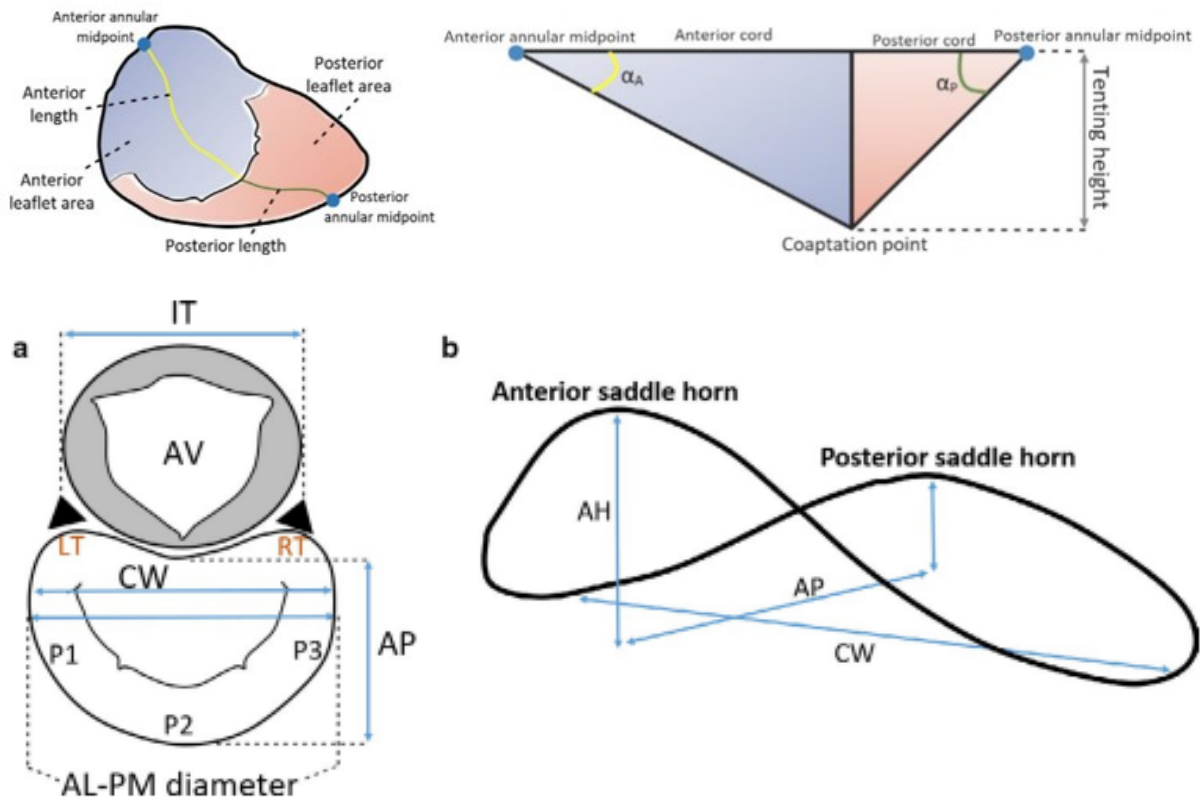 Anterior annular
midpoint
Anterior
length
Posterior
leaflet area
Anterior
leaflet area
Posterior
annular midpoint
Posterior length
Anterior annular midpoint
Anterior cord
Posterior cord
Posterior annular midpoint
αA
αP
Tenting height
Coaptation point
a
IT
AV
LT
RT
CW
P1
P3
AP
P2
AL-PM diameter
b
Anterior saddle horn
Posterior saddle horn
AH
AP
CW